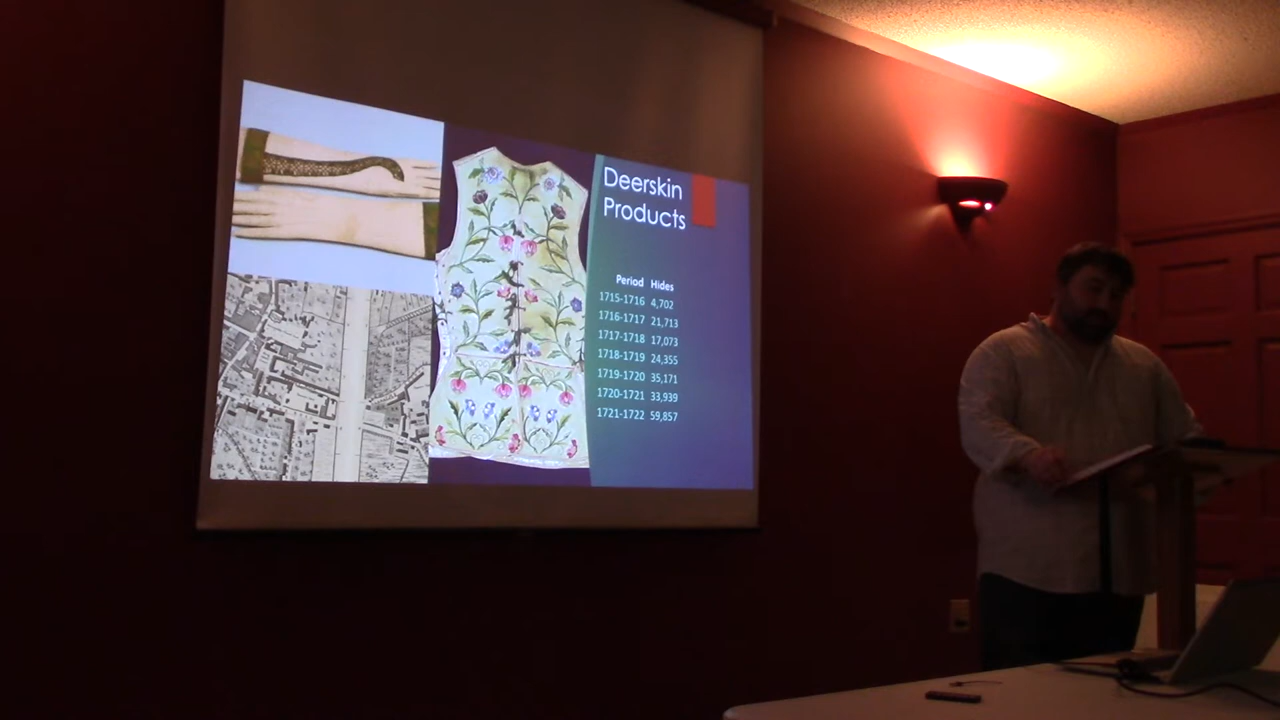 Deerskin
Products
Period Hides
1715-1716 4,702
1716-1717 21,713
1717-1718 17,073
1718-1719 24,355
1719-1720 35,171
1720-1721 33,939
1721-1722 59,857